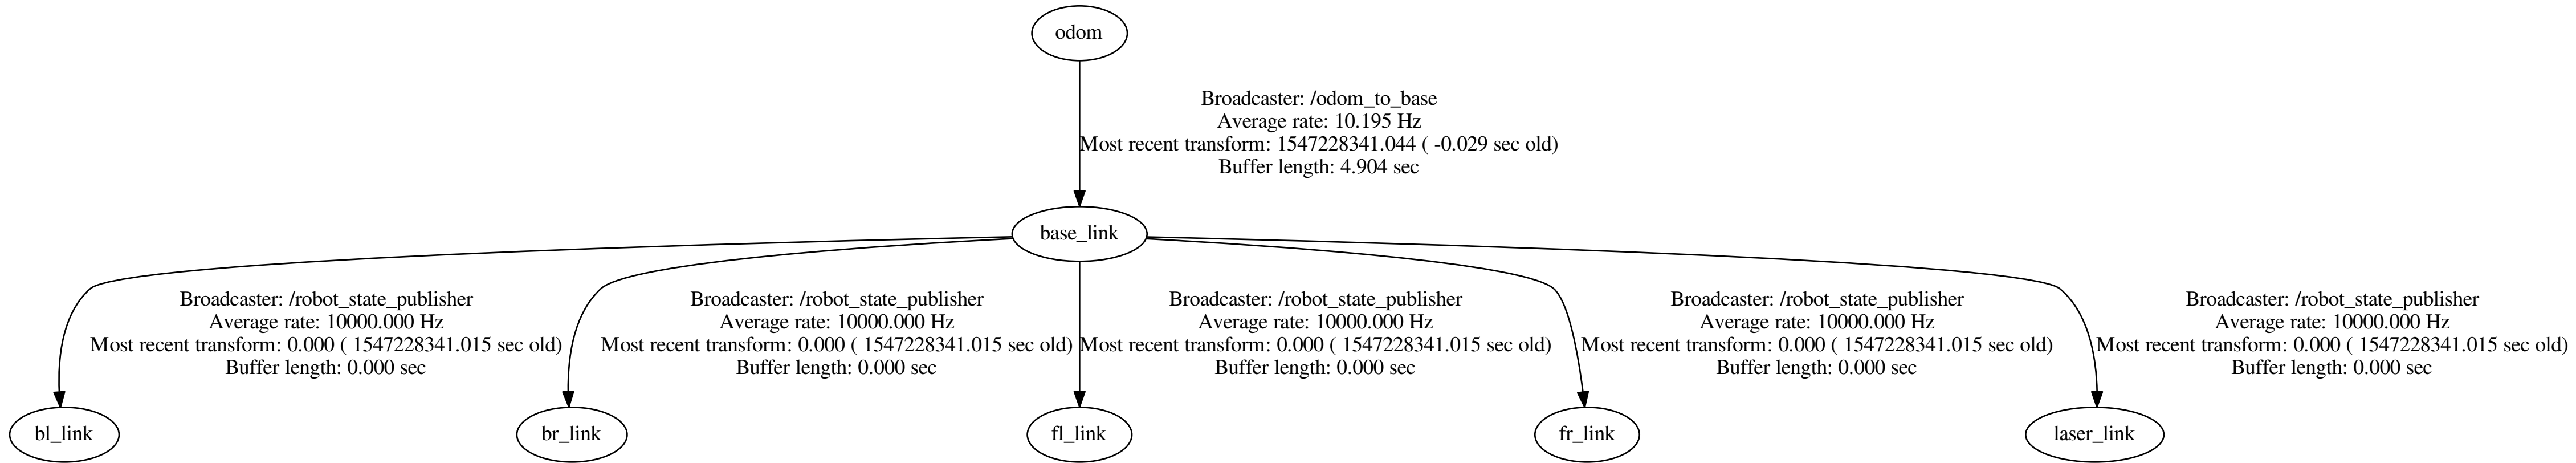 odom
Broadcaster: /odom_to_base
Average rate: 10.195 Hz
Most recent transform: 1547228341.044 ( -0.029 sec old)
Buffer length: 4.904 sec
base_link
Broadcaster: /robot_state_publisher
Average rate: 10000.000 Hz
Most recent transform: 0.000 ( 1547228341.015 sec old)
Buffer length: 0.000 sec
Broadcaster: /robot_state_publisher
Average rate: 10000.000 Hz
Most recent transform: 0.000 ( 1547228341.015 sec old)
Buffer length: 0.000 sec
Broadcaster: /robot_state_publisher
Average rate: 10000.000 Hz
Most recent transform: 0.000 ( 1547228341.015 sec old)
Buffer length: 0.000 sec
Broadcaster: /robot_state_publisher
Average rate: 10000.000 Hz
Most recent transform: 0.000 ( 1547228341.015 sec old)
Buffer length: 0.000 sec
Broadcaster: /robot_state_publisher
Average rate: 10000.000 Hz
Most recent transform: 0.000 ( 1547228341.015 sec old)
Buffer length: 0.000 sec
bl_link
br_link
fl_link
fr_link
laser_link